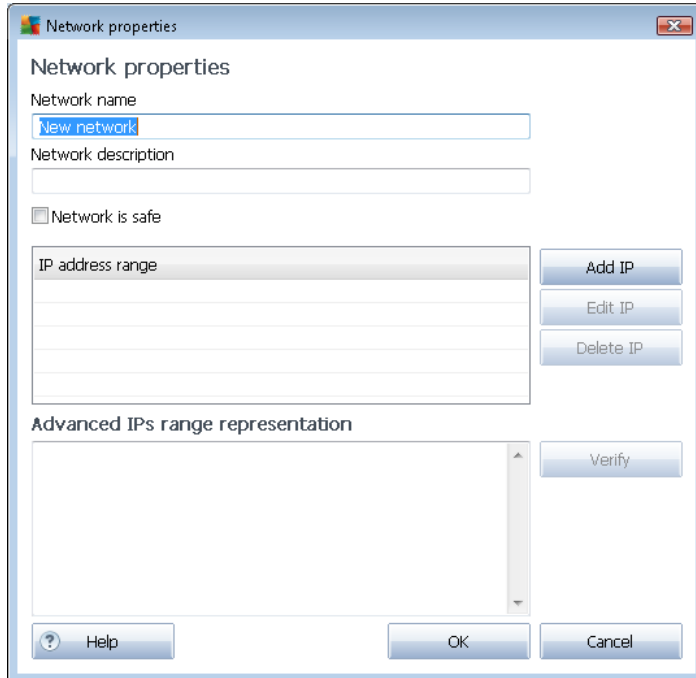 Network properties
Network properties
Network name
New network
Network description
Network is safe
IP address range
Add IP
Edit IP
Delete IP
Advanced IPs range representation
Verify
? Help
OK
Cancel